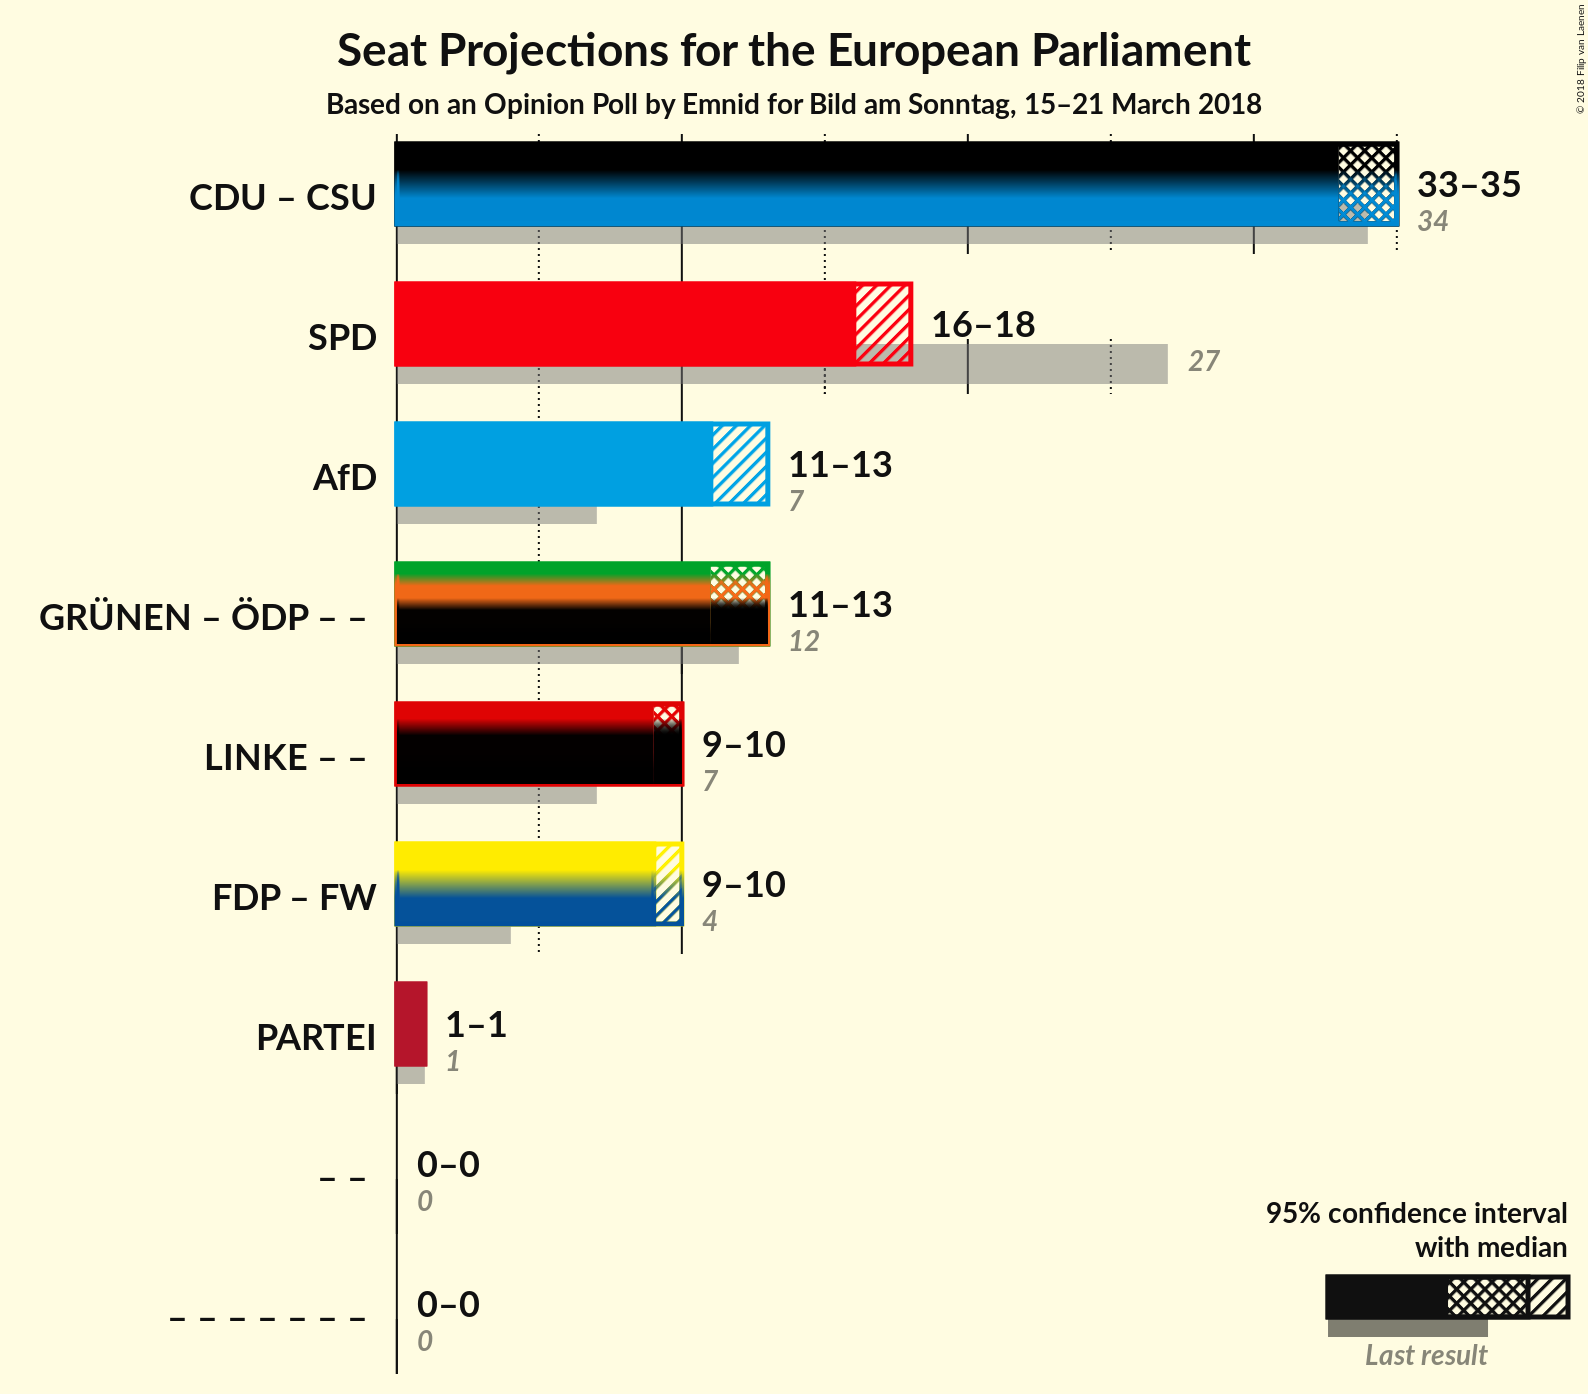 Seat Projections for the European Parliament
Based on an Opinion Poll by Emnid for Bild am Sonntag, 15–21 March 2018
© 2018 Filip van Laenen
CDU – CSU
33–35
34
SPD
16–18
27
AfD
11–13
7
GRÜNEN – ÖDP – –
11–13
12
LINKE – –
9–10
7
FDP – FW
9–10
4
PARTEI
1–1
1
– –
0–0
0
– – – – – – –
0–0
0
95% confidence interval
with median
Last result